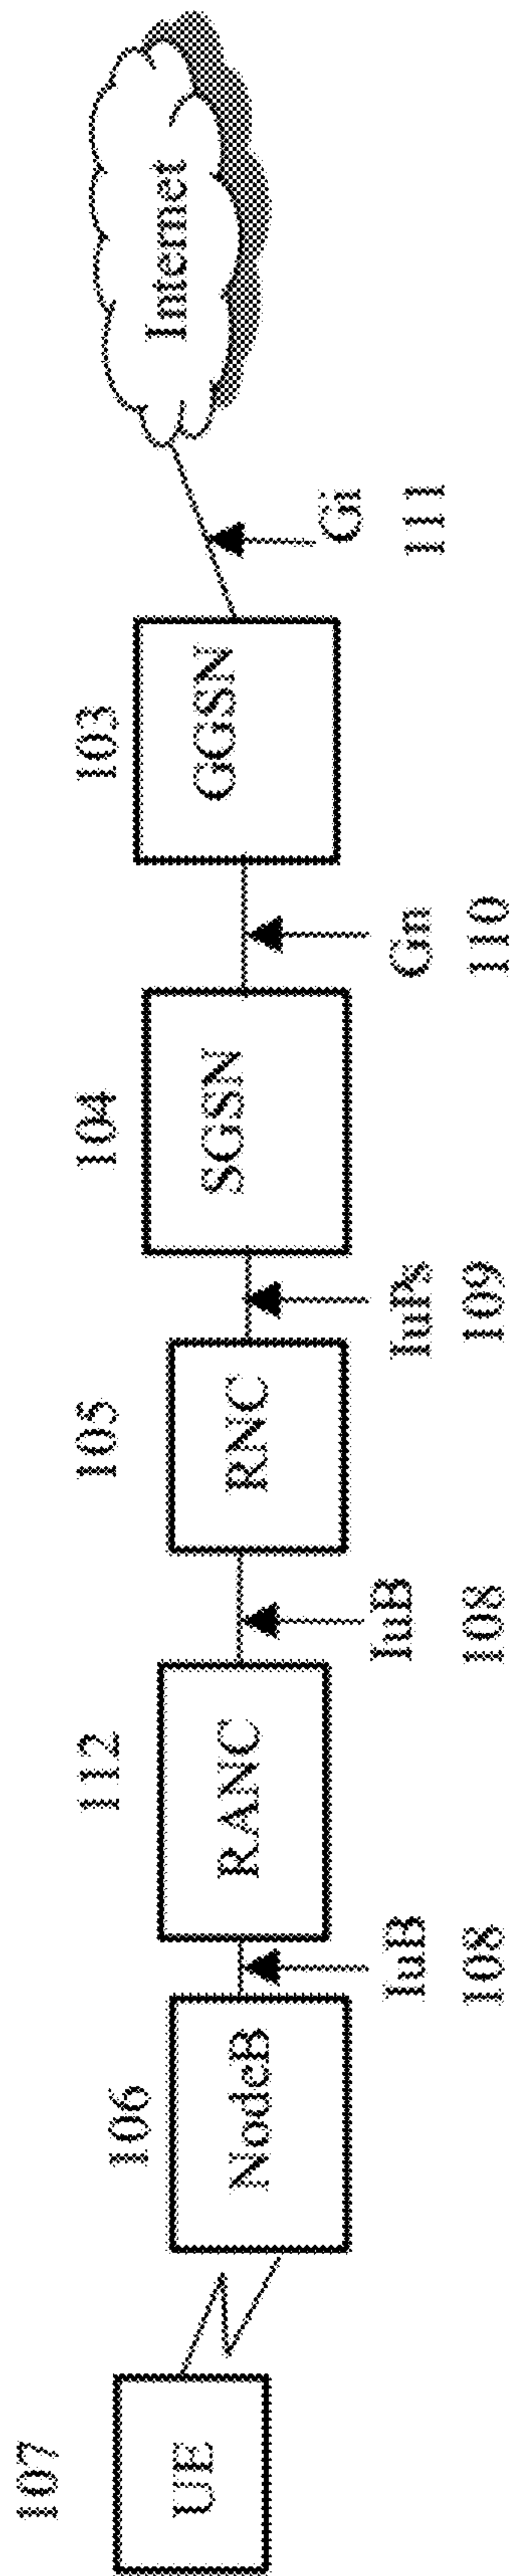 107
UE
106
NodeB
IuB
108
112
RANC
IuB
108
105
RNC
IuPs
109
104
SGSN
Gn
110
103
GGSN
Gi
111
Internet